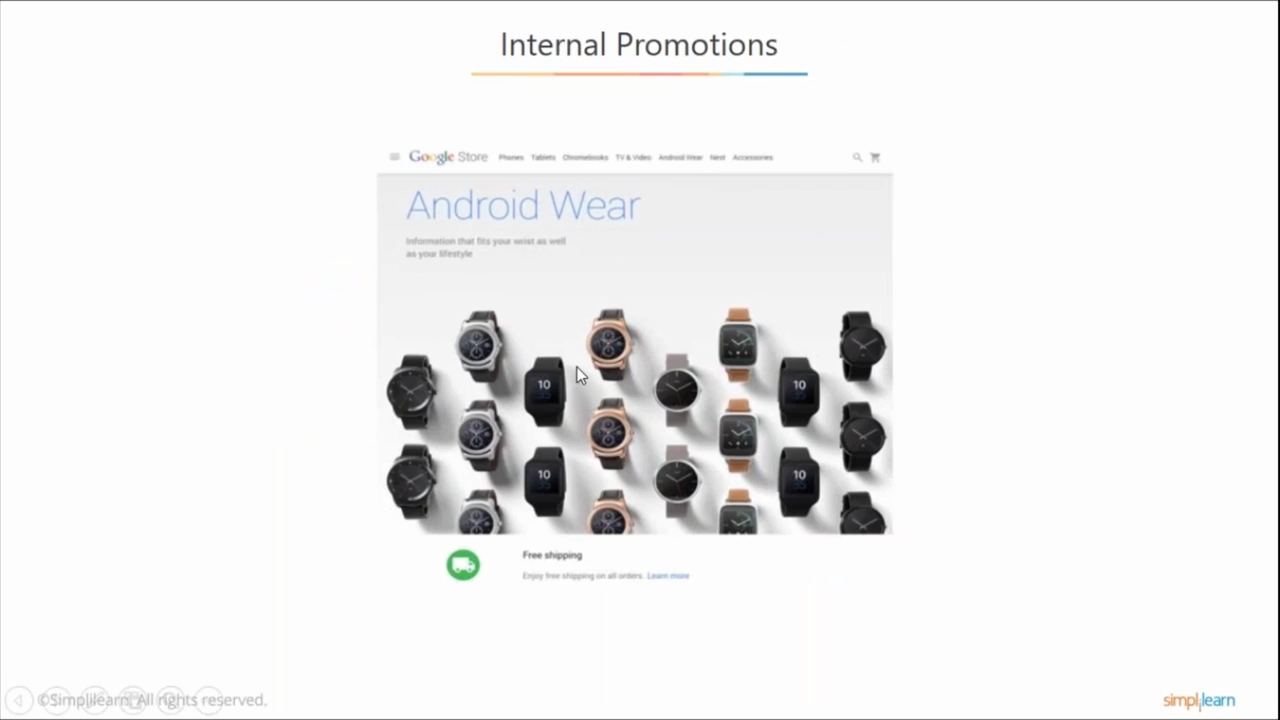 Internal Promotions
Google Store Phones Tablets Chromebooks TV & Video Android Wear Nest Accessories
Android Wear
Information that fits your wrist as well
as your lifestyle
10
10
10
10
Free shipping
Enjoy free shipping on all orders. Learn more
©Simplilearn. All rights reserved.
simplilearn